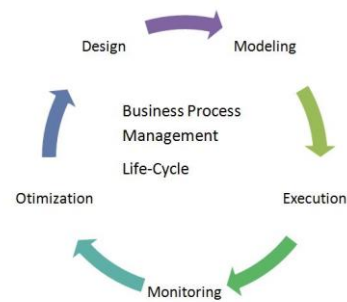 Design
Modeling
Business Process
Management
Life-Cycle
Otimization
Execution
Monitoring